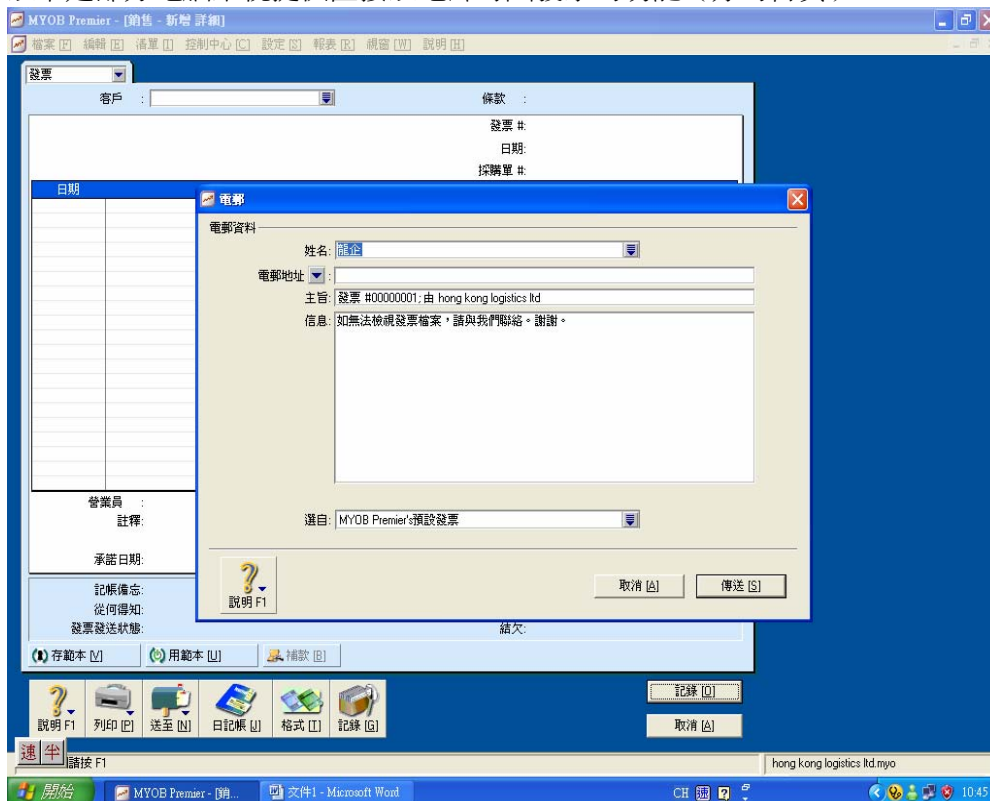 MYOB Premier - [銷售 - 新增 詳細]
檔案 [F] 編輯 [E] 清單 [I] 控制中心 [C] 設定 [S] 報表 [R] 視窗 [W] 説明 [H]
發票
客戶 :
條款 :
發票 #:
日期:
採購單 #:
日期
電郵
電郵資料
姓名: 龍企
電郵地址 :
主旨: 發票 #00000001; 由 hong kong logistics ltd
信息: 如無法檢視發票檔案，請與我們聯絡。謝謝。
選自: MYOB Premier's預設發票
説明 F1
取消 [A] 傳送 [S]
營業員 :
註釋:
承諾日期:
記帳備忘:
從何得知:
發票發送狀態:
結欠:
存範本 [V] 用範本 [U] 補款 [B]
説明 F1 列印 [P] 送至 [N] 日記帳 [J] 格式 [T] 記錄 [G]
記錄 [O]
取消 [A]
速 半
請按 F1
hong kong logistics ltd.myo
開始 MYOB Premier - [銷... 文件1 - Microsoft Word CH 速 10:45